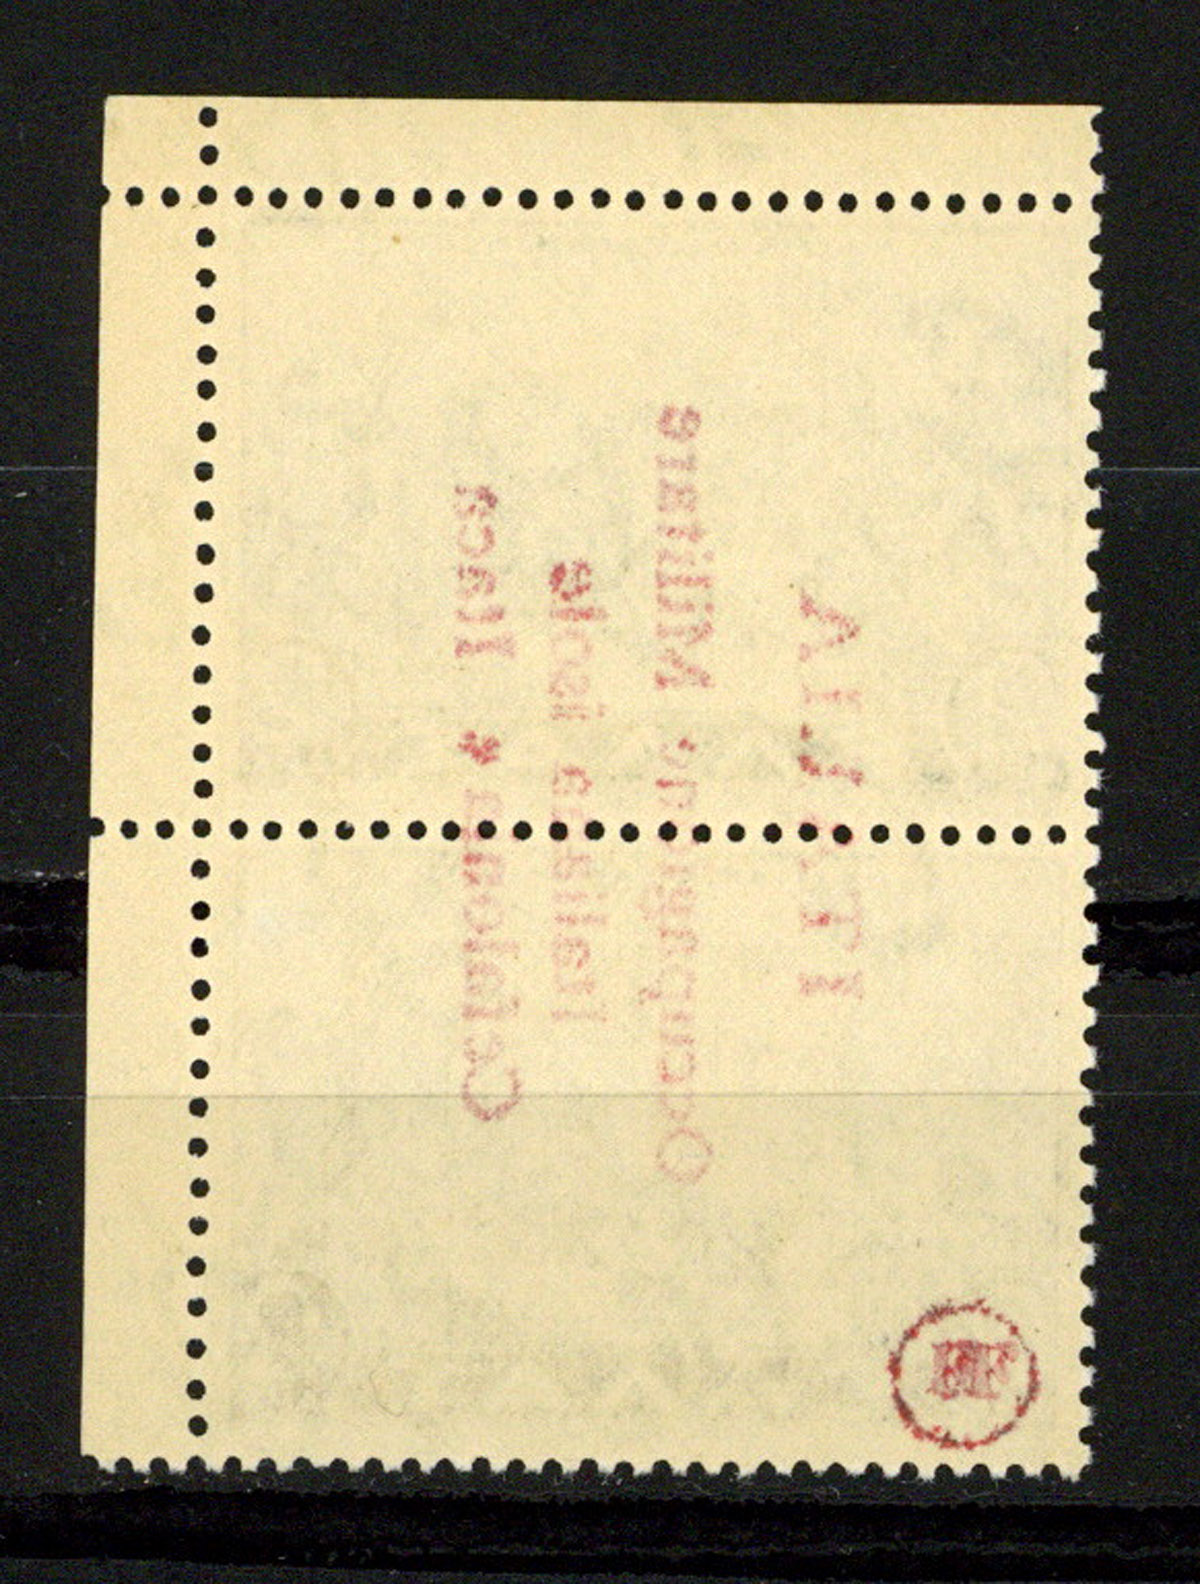 ITALIA
Occupazione Militare
Italiana isole
Cefalonia e Itaca